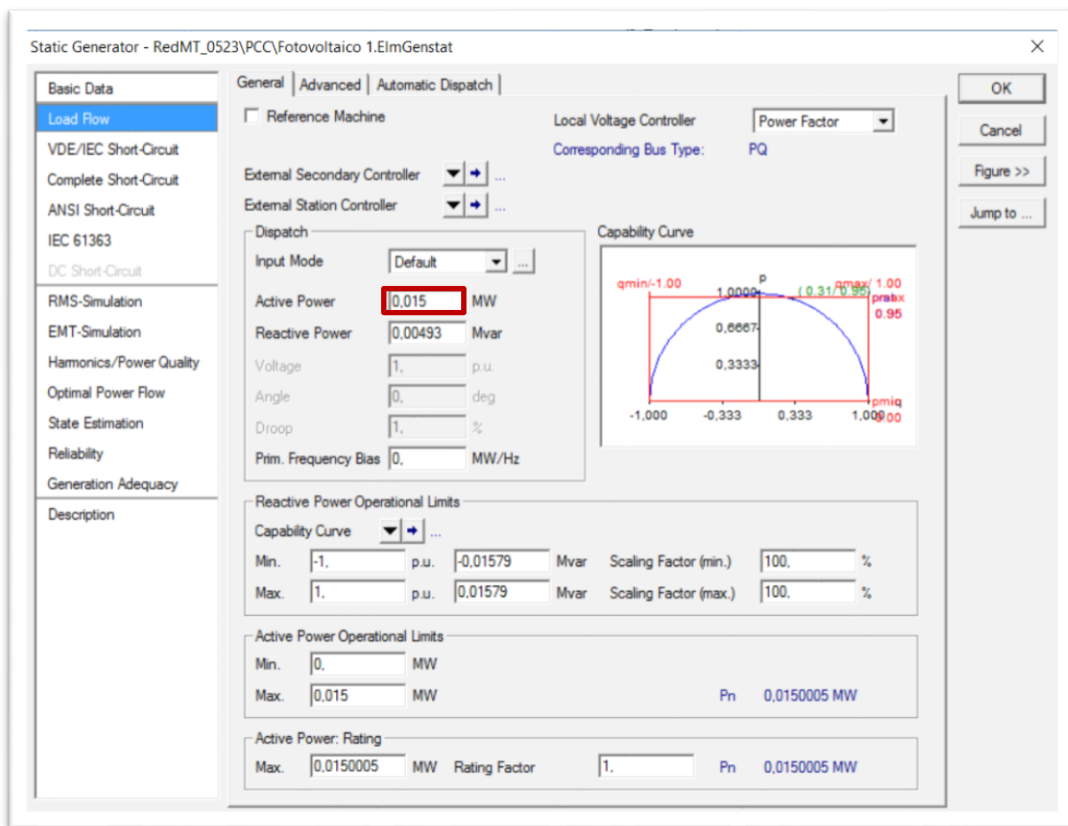 Static Generator - RedMT_0523\PCC\Fotovoltaico 1.ElmGenstat
Basic Data
Load Flow
VDE/IEC Short-Circuit
Complete Short-Circuit
ANSI Short-Circuit
IEC 61363
DC Short-Circuit
RMS-Simulation
EMT-Simulation
Harmonics/Power Quality
Optimal Power Flow
State Estimation
Reliability
Generation Adequacy
Description
General Advanced Automatic Dispatch
Reference Machine
Local Voltage Controller Power Factor
Corresponding Bus Type: PQ
External Secondary Controller ...
External Station Controller ...
Dispatch
Input Mode Default ...
Active Power 0,015 MW
Reactive Power 0,00493 Mvar
Voltage 1, p.u.
Angle 0, deg
Droop 1, %
Prim. Frequency Bias 0, MW/Hz
Capability Curve
qmin/-1.00 p qmax/ 1.00
1,0000 ( 0.31/ 0.95)
0.95
0,6667
0,3333
-1,000 -0,333 0,333 1,000
Reactive Power Operational Limits
Capability Curve ...
Min. -1, p.u. -0,01579 Mvar Scaling Factor (min.) 100, %
Max. 1, p.u. 0,01579 Mvar Scaling Factor (max.) 100, %
Active Power Operational Limits
Min. 0, MW
Max. 0,015 MW Pn 0,0150005 MW
Active Power: Rating
Max. 0,0150005 MW Rating Factor 1, Pn 0,0150005 MW
OK
Cancel
Figure >>
Jump to ...